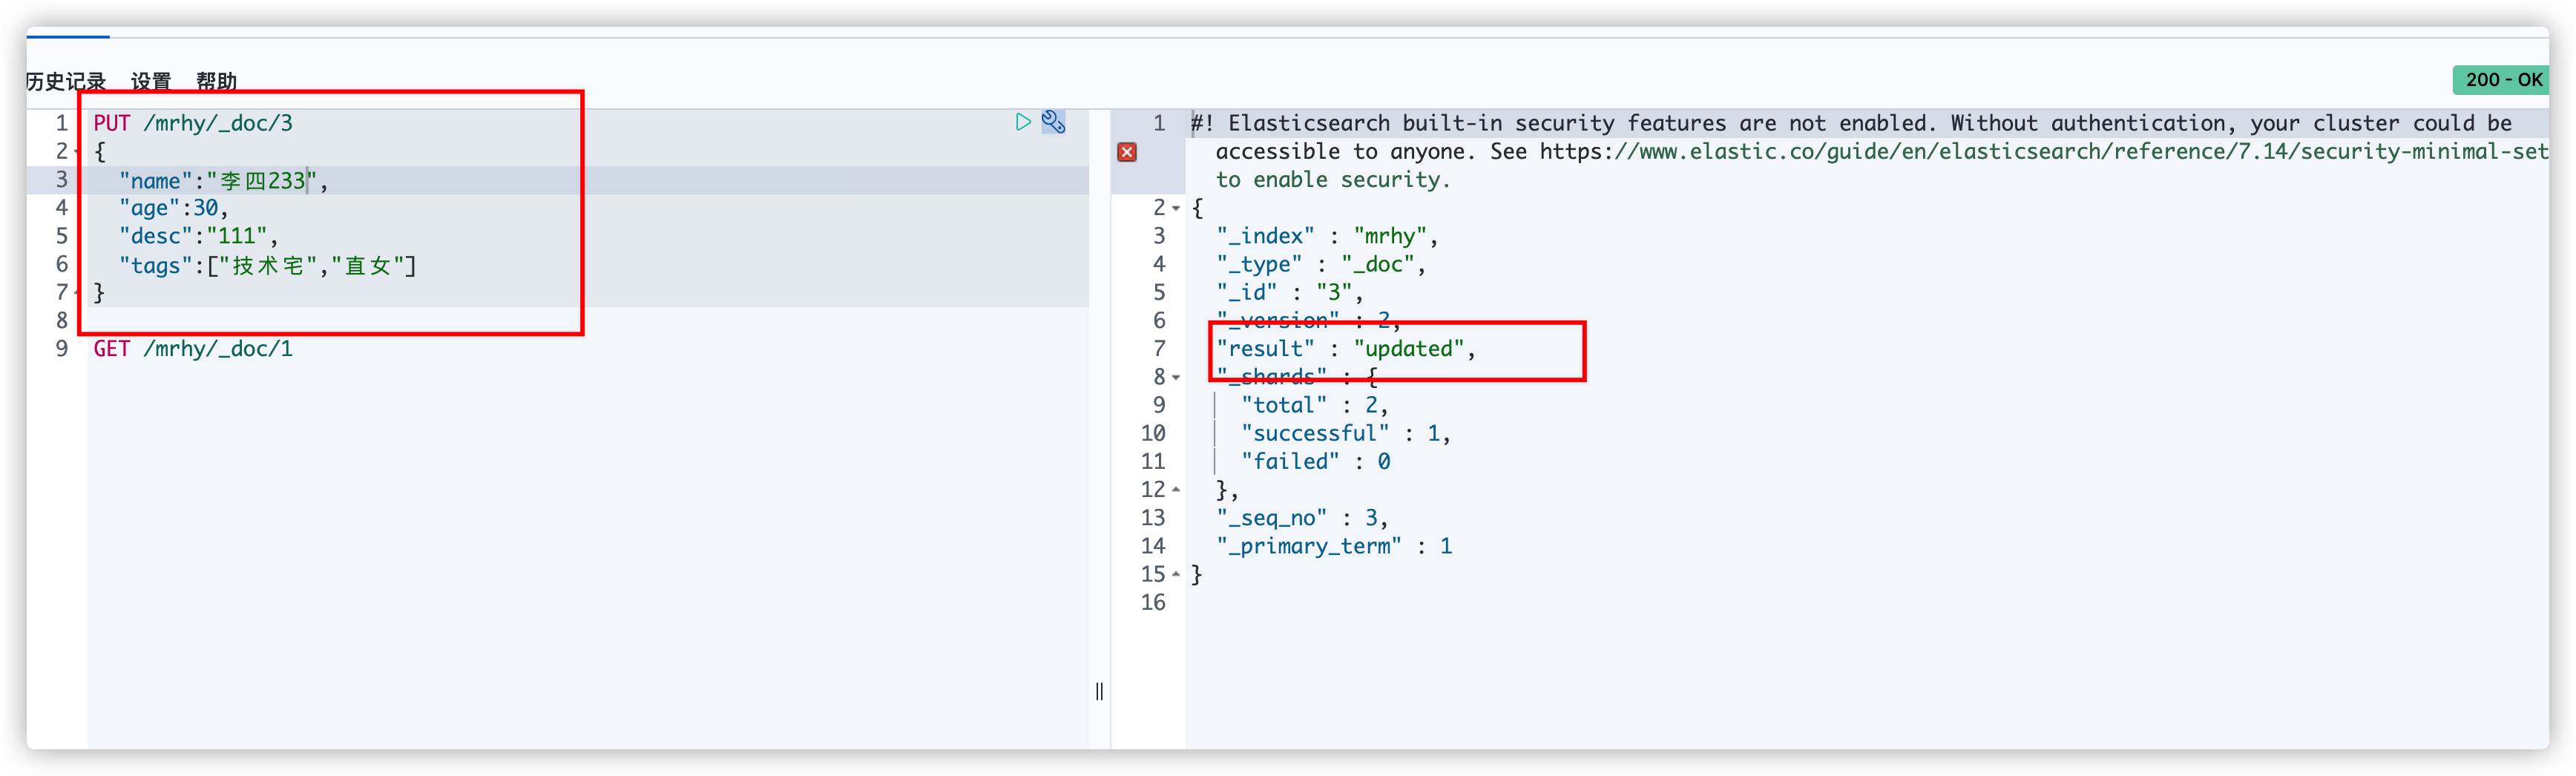 历史记录 设置 帮助
200 - OK
1 PUT /mrhy/_doc/3
2 {
3 "name":"李四233",
4 "age":30,
5 "desc":"111",
6 "tags":["技术宅","直女"]
7 }
8
9 GET /mrhy/_doc/1
1 #! Elasticsearch built-in security features are not enabled. Without authentication, your cluster could be
accessible to anyone. See https://www.elastic.co/guide/en/elasticsearch/reference/7.14/security-minimal-set
to enable security.
2 {
3 "_index" : "mrhy",
4 "_type" : "_doc",
5 "_id" : "3",
6 "_version" : 2,
7 "result" : "updated",
8 "_shards" : {
9 "total" : 2,
10 "successful" : 1,
11 "failed" : 0
12 },
13 "_seq_no" : 3,
14 "_primary_term" : 1
15 }
16